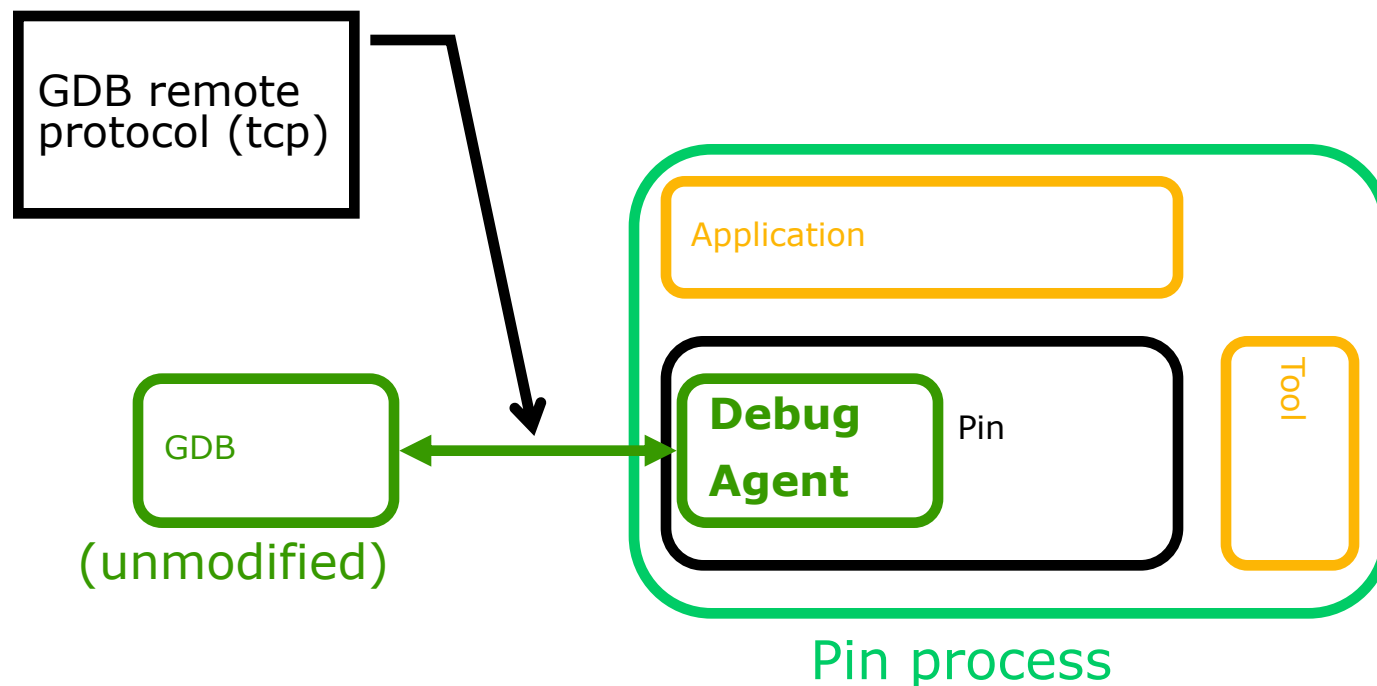 GDB remote
protocol (tcp)
Application
Tool
Debug
Agent
Pin
GDB
(unmodified)
Pin process